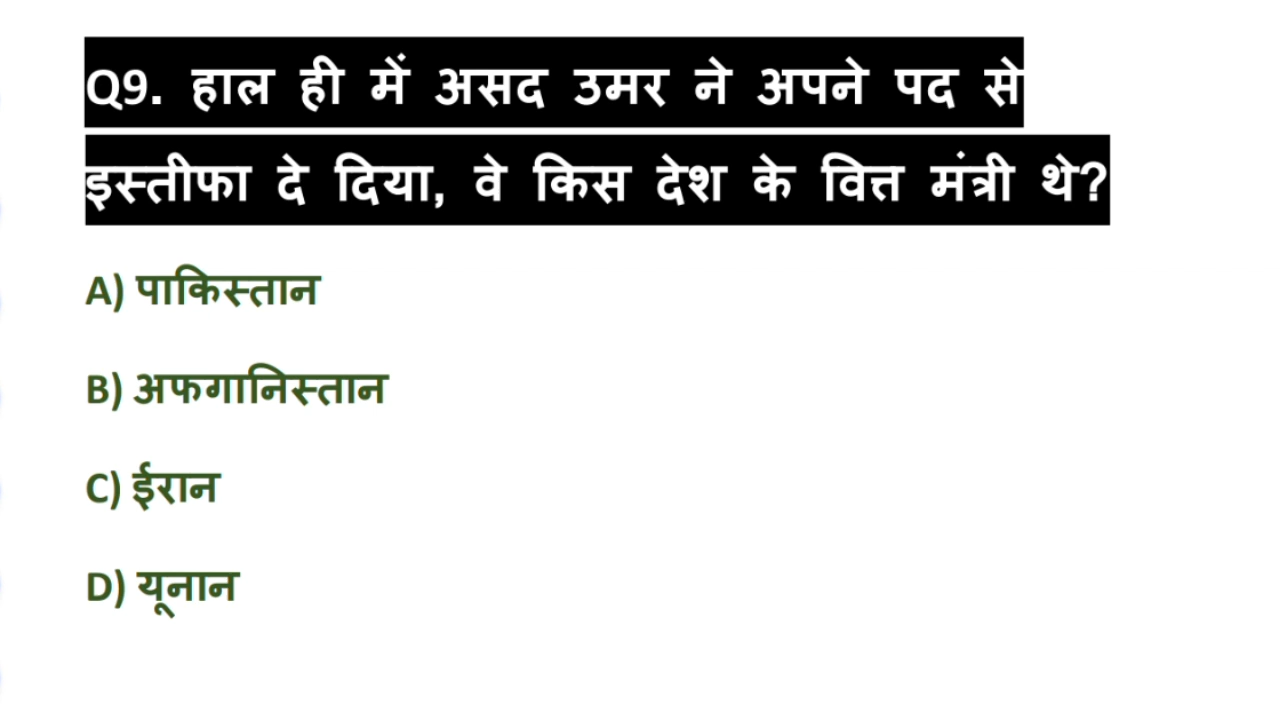 Q9. हाल ही में असद उमर ने अपने पद से
इस्तीफा दे दिया, वे किस देश के वित्त मंत्री थे?
A) पाकिस्तान
B) अफगानिस्तान
C) ईरान
D) यूनान